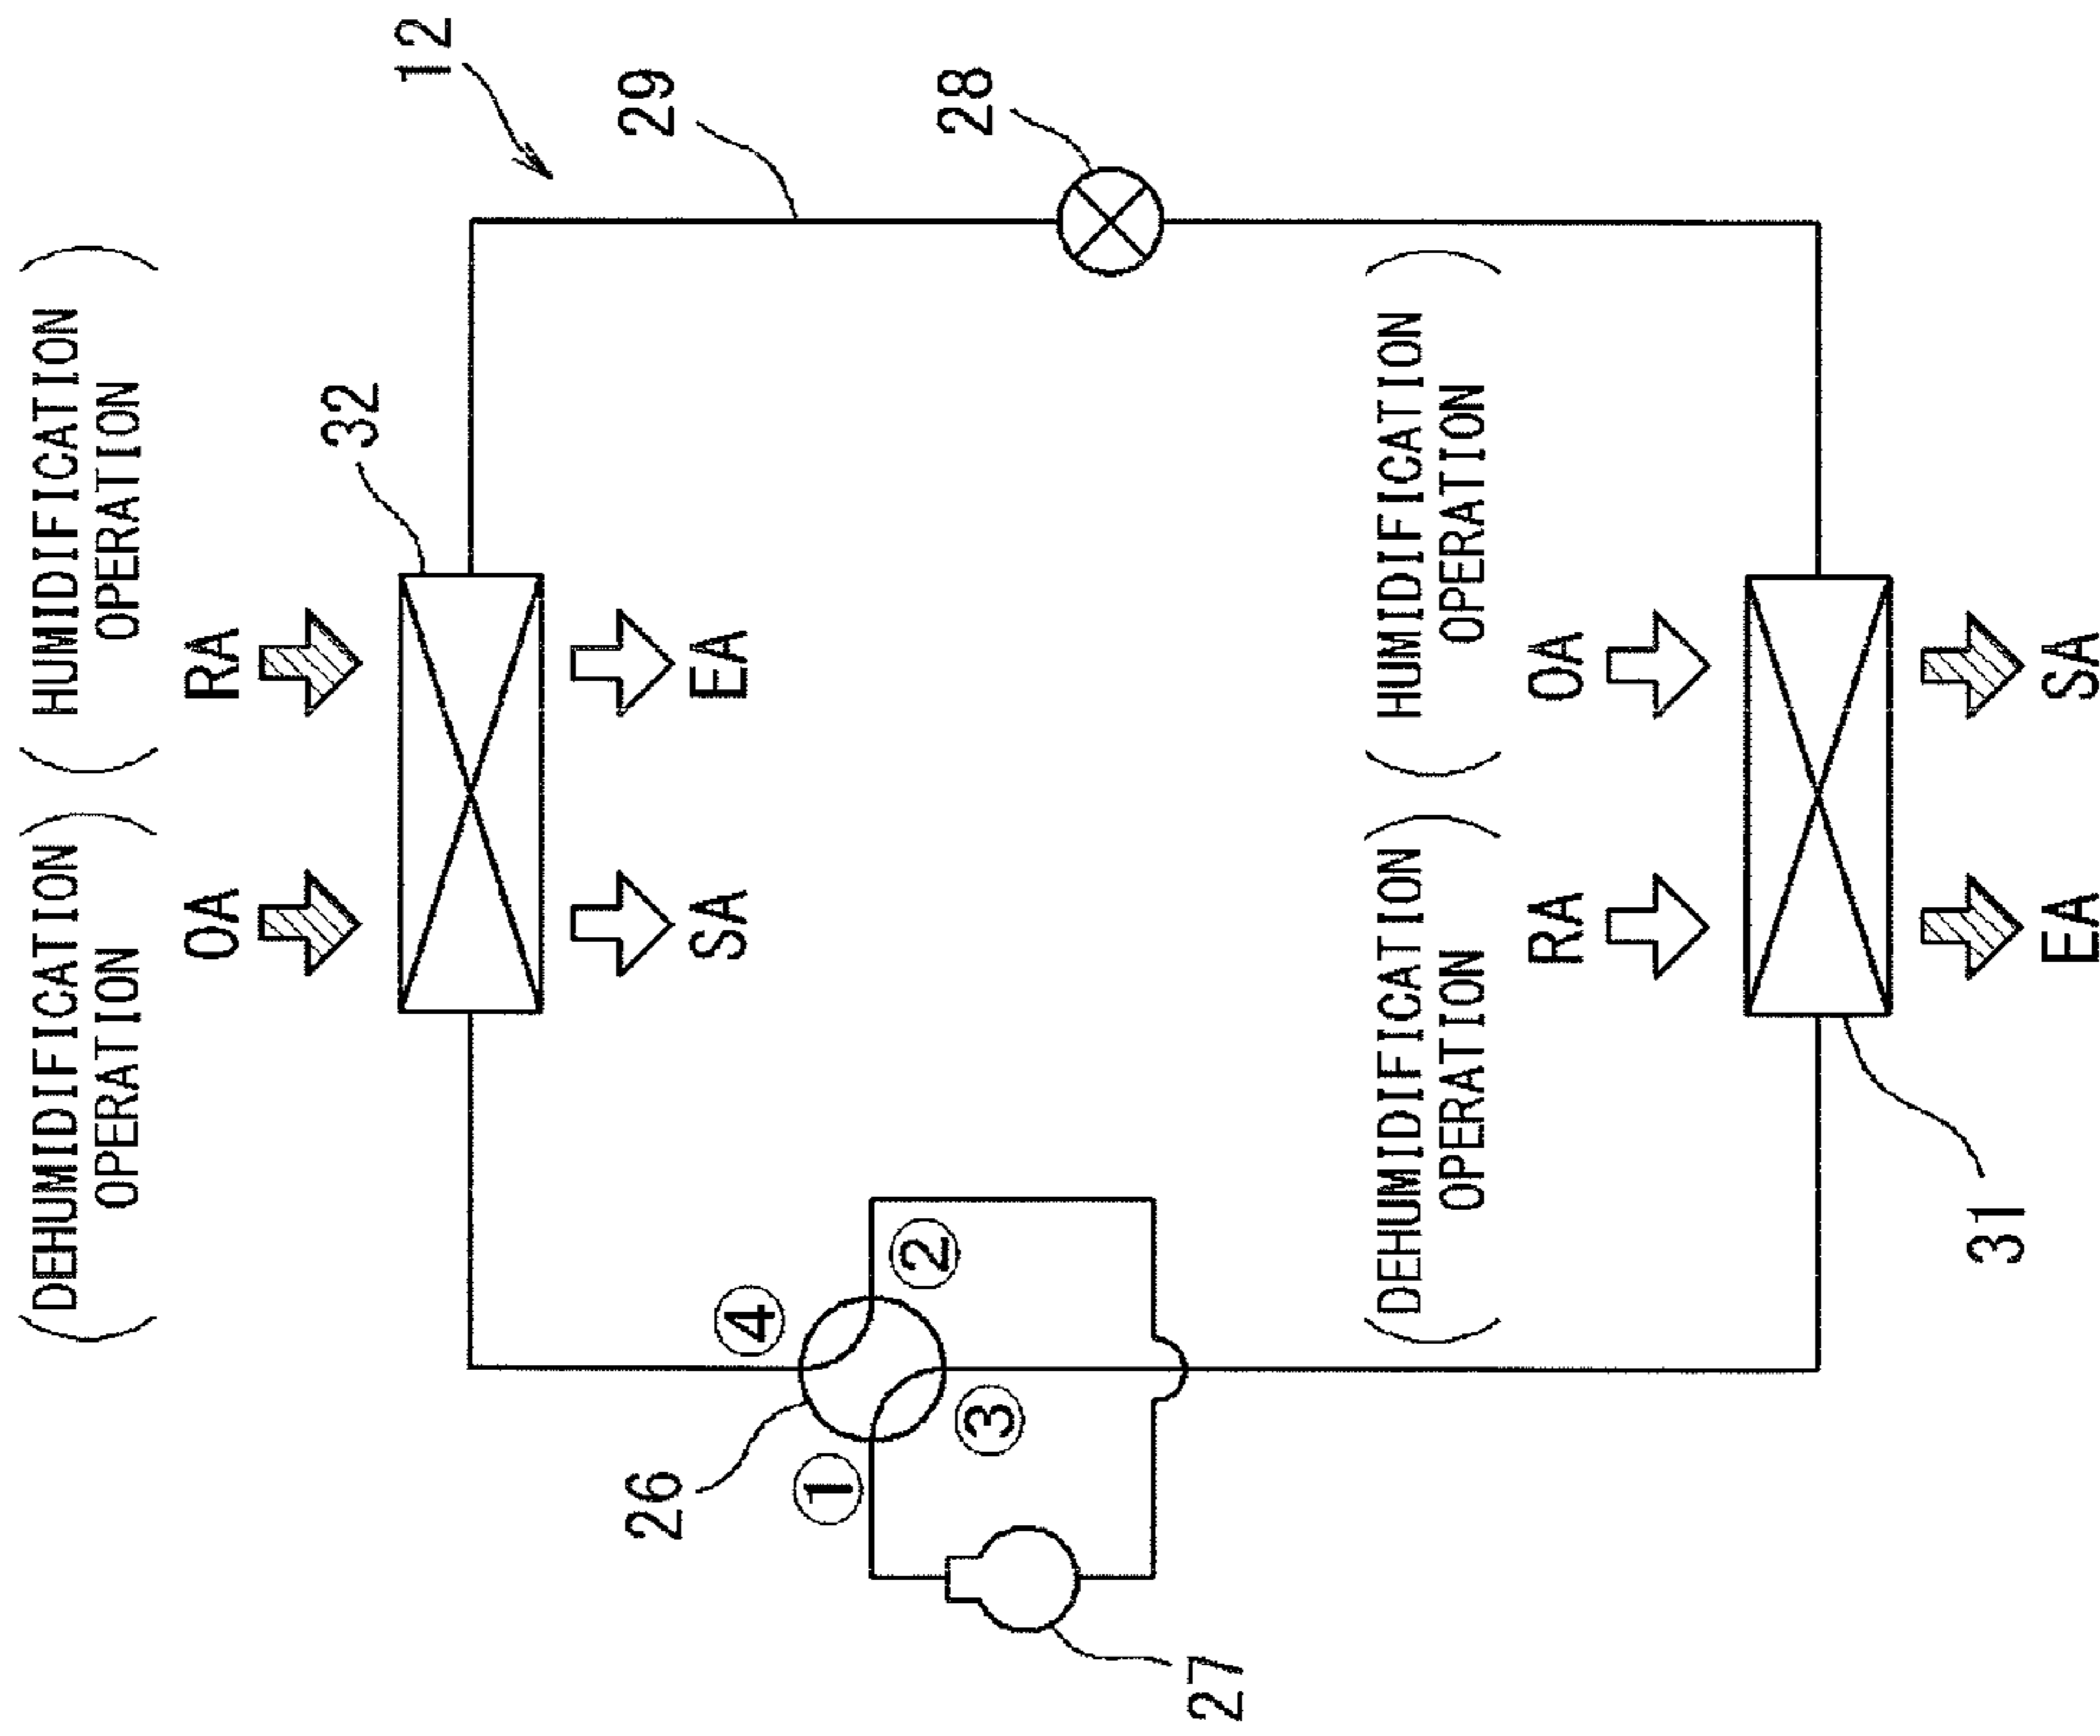 (DEHUMIDIFICATION
OPERATION)
(HUMIDIFICATION
OPERATION)
OA
RA
32
12
26
29
SA
EA
④
①
②
28
③
27
(DEHUMIDIFICATION
OPERATION)
(HUMIDIFICATION
OPERATION)
RA
OA
31
EA
SA